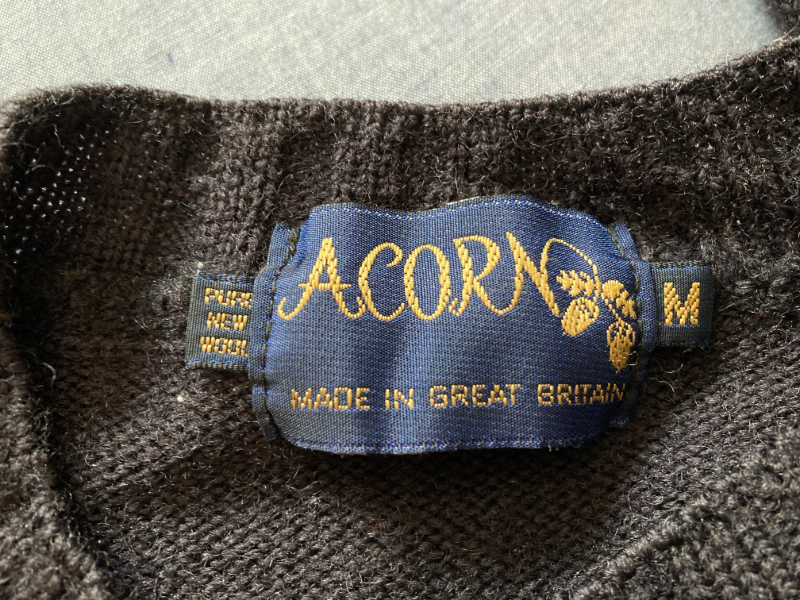 PURE
NEW
WOOL
ACORN
M
MADE IN GREAT BRITAIN